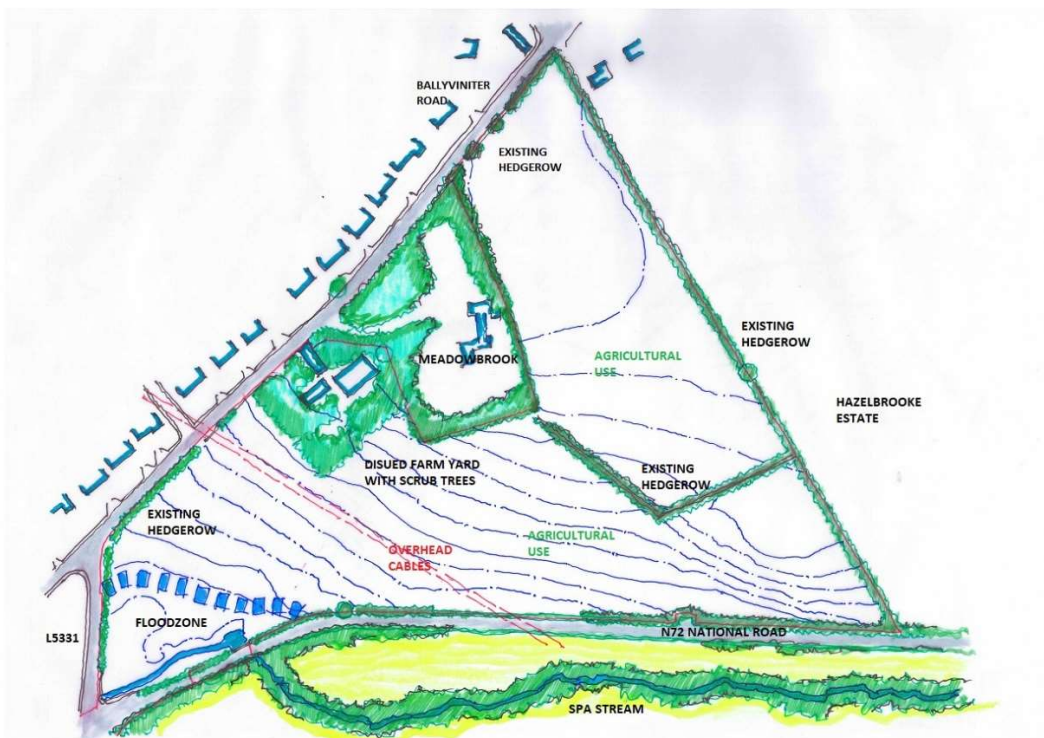 BALLYVINITER
ROAD
EXISTING
HEDGEROW
EXISTING
HEDGEROW
MEADOWBROOK
AGRICULTURAL
USE
HAZELBROOKE
ESTATE
DISUED FARM YARD
WITH SCRUB TREES
EXISTING
HEDGEROW
EXISTING
HEDGEROW
AGRICULTURAL
USE
OVERHEAD
CABLES
FLOODZONE
L5331
N72 NATIONAL ROAD
SPA STREAM